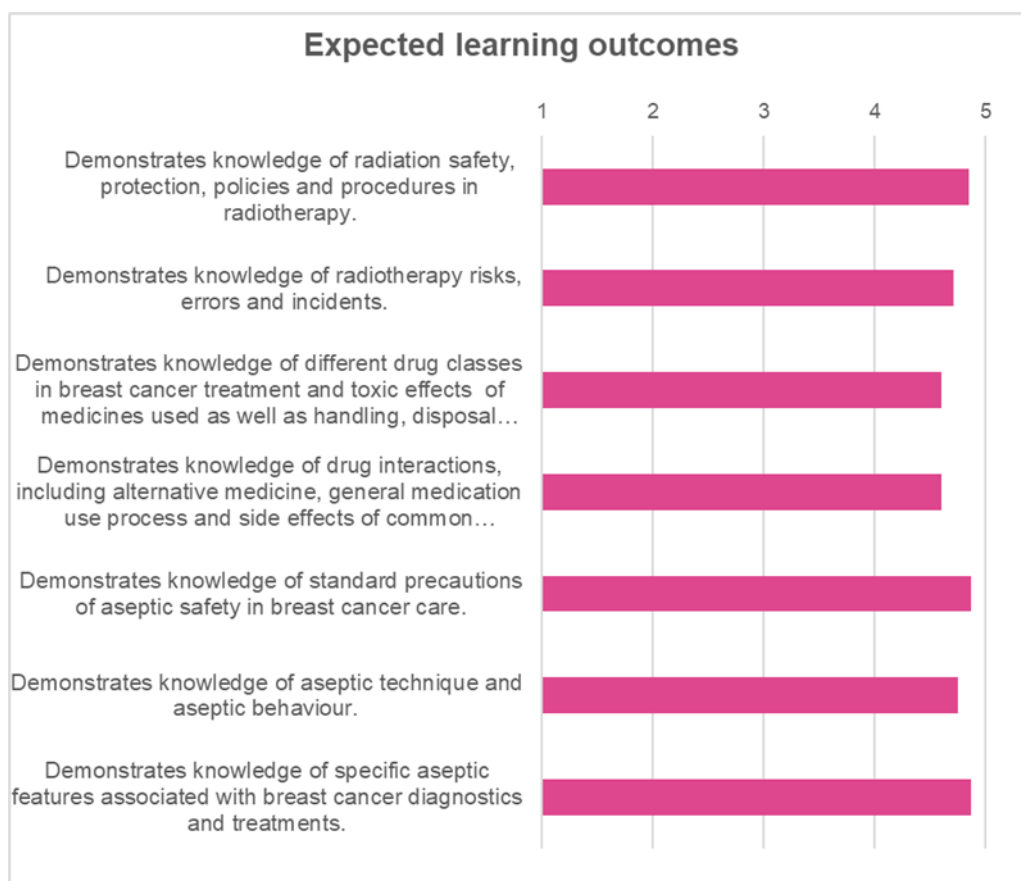 Expected learning outcomes
1 2 3 4 5
Demonstrates knowledge of radiation safety,
protection, policies and procedures in
radiotherapy.
Demonstrates knowledge of radiotherapy risks,
errors and incidents.
Demonstrates knowledge of different drug classes
in breast cancer treatment and toxic effects of
medicines used as well as handling, disposal…
Demonstrates knowledge of drug interactions,
including alternative medicine, general medication
use process and side effects of common…
Demonstrates knowledge of standard precautions
of aseptic safety in breast cancer care.
Demonstrates knowledge of aseptic technique and
aseptic behaviour.
Demonstrates knowledge of specific aseptic
features associated with breast cancer diagnostics
and treatments.